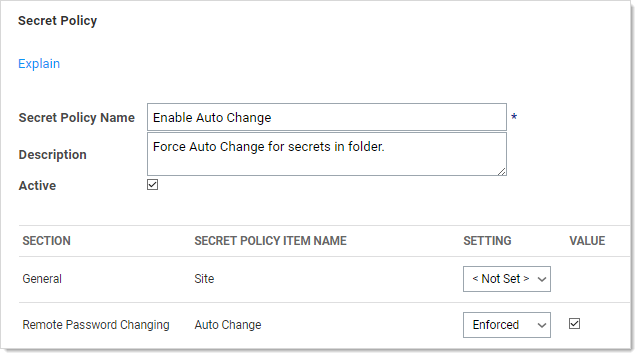 Secret Policy
Explain
Secret Policy Name Enable Auto Change *
Description Force Auto Change for secrets in folder.
Active
SECTION SECRET POLICY ITEM NAME SETTING VALUE
General Site < Not Set >
Remote Password Changing Auto Change Enforced